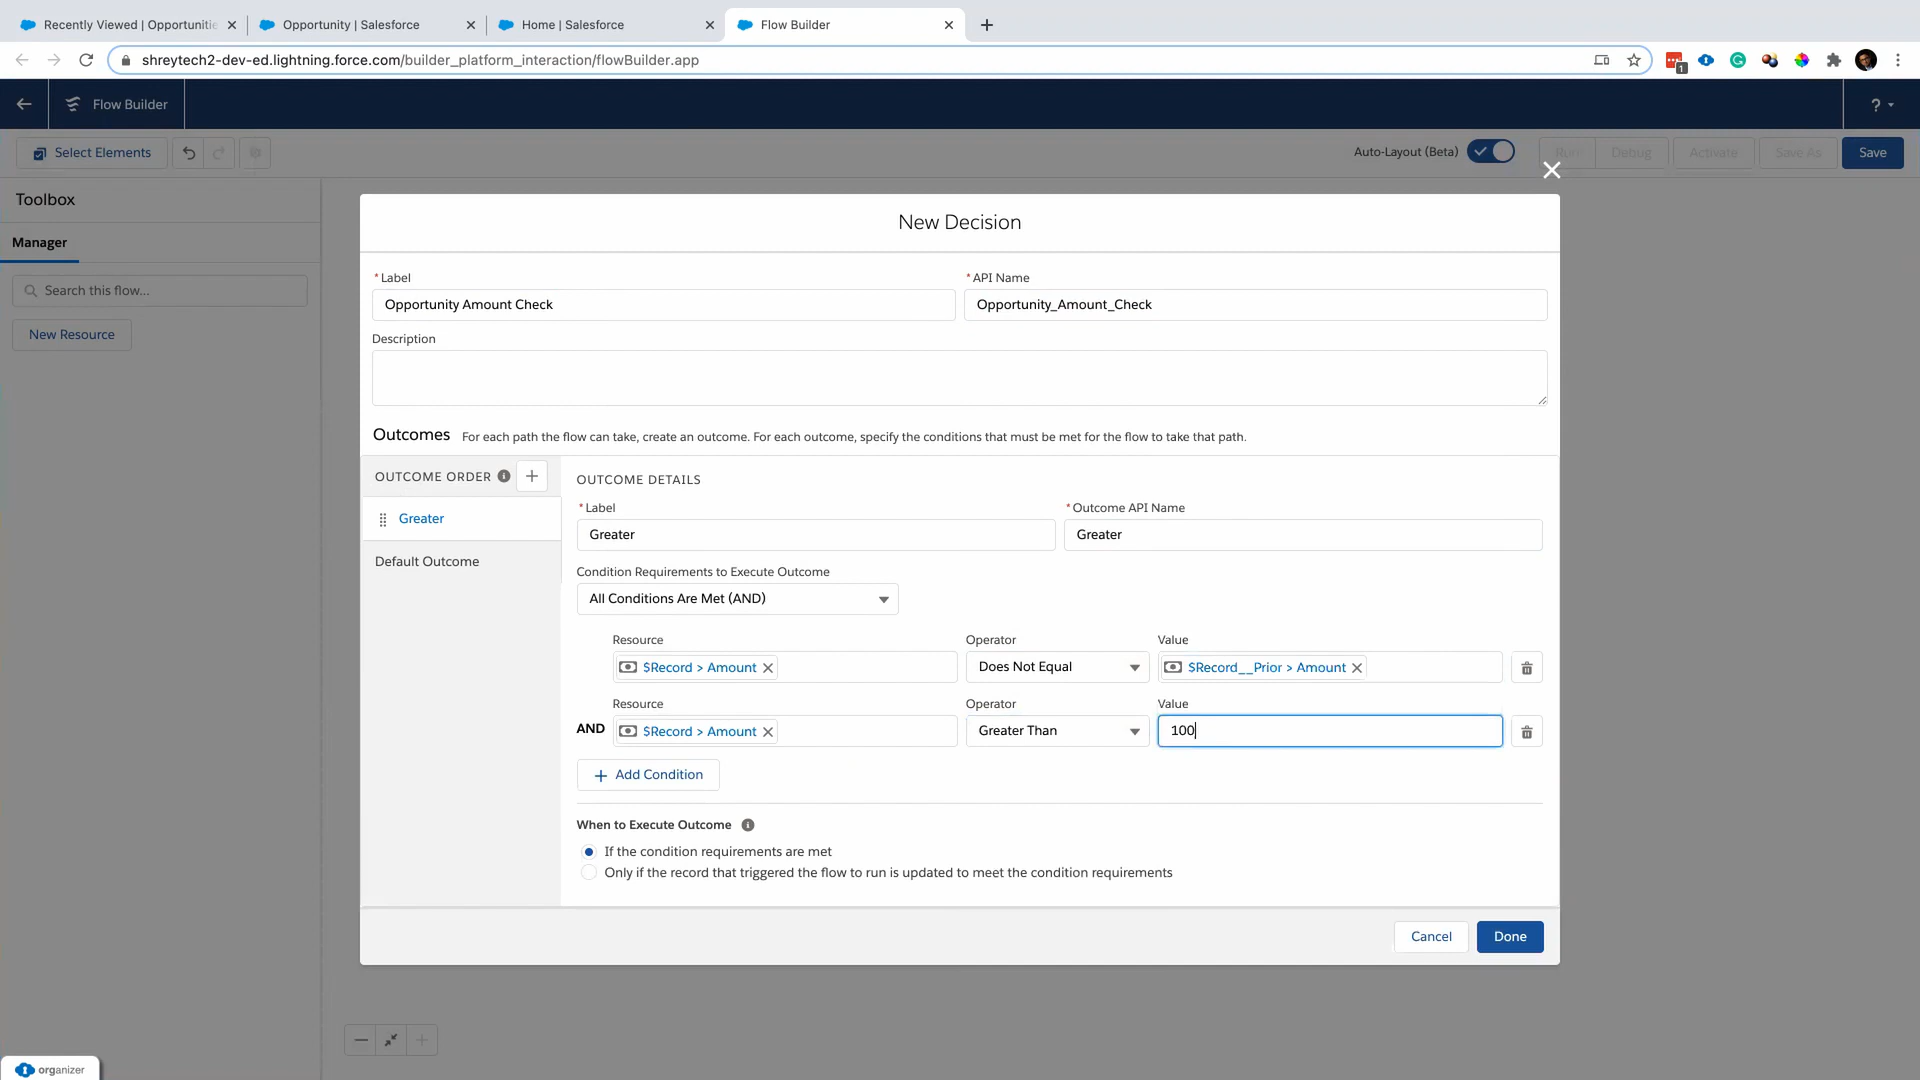 Recently Viewed | Opportunitie
Opportunity | Salesforce
Home | Salesforce
Flow Builder
shreytech2-dev-ed.lightning.force.com/builder_platform_interaction/flowBuilder.app
1
Flow Builder
?
Select Elements
Auto-Layout (Beta)
Run
Debug
Activate
Save As
Save
Toolbox
Manager
Search this flow...
New Resource
New Decision
* Label
* API Name
Opportunity Amount Check
Opportunity_Amount_Check
Description
Outcomes For each path the flow can take, create an outcome. For each outcome, specify the conditions that must be met for the flow to take that path.
OUTCOME ORDER
Greater
Default Outcome
OUTCOME DETAILS
* Label
* Outcome API Name
Greater
Greater
Condition Requirements to Execute Outcome
All Conditions Are Met (AND)
Resource
Operator
Value
$Record > Amount
Does Not Equal
$Record__Prior > Amount
Resource
Operator
Value
AND
$Record > Amount
Greater Than
100
+ Add Condition
When to Execute Outcome
If the condition requirements are met
Only if the record that triggered the flow to run is updated to meet the condition requirements
Cancel
Done
organizer